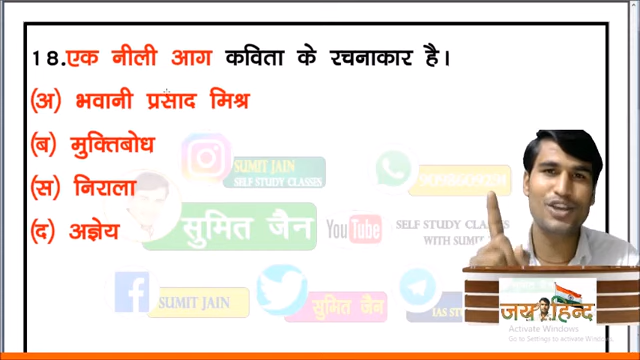 18.एक नीली आग कविता के रचनाकार है।
(अ) भवानी प्रसाद मिश्र
(ब) मुक्तिबोध
(स) निराला
(द) अज्ञेय
SUMIT JAIN
SELF STUDY CLASSES
सुमित जैन
YouTube
SELF STUDY CLASSES
WITH SUMIT
SUMIT JAIN
सुमित जैन
IAS
जय हिन्द
Activate Windows
Go to Settings to activate Windows.